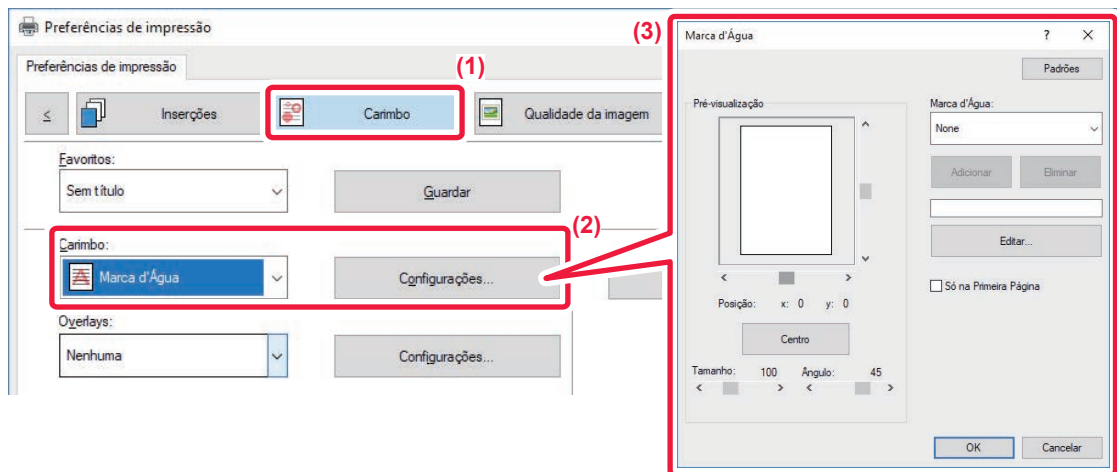 Preferências de impressão
Preferências de impressão
(1)
≤
Inserções
Carimbo
Qualidade da imagem
Favoritos:
Sem título
Guardar
(2)
Carimbo:
Marca d'Água
Configurações...
Overlays:
Nenhuma
Configurações...
(3)
Marca d'Água
? ×
Padrões
Pré-visualização
Posição: x: 0 y: 0
Centro
Tamanho: 100 Ângulo: 45
Marca d'Água:
None
Adicionar Eliminar
Editar...
Só na Primeira Página
OK Cancelar